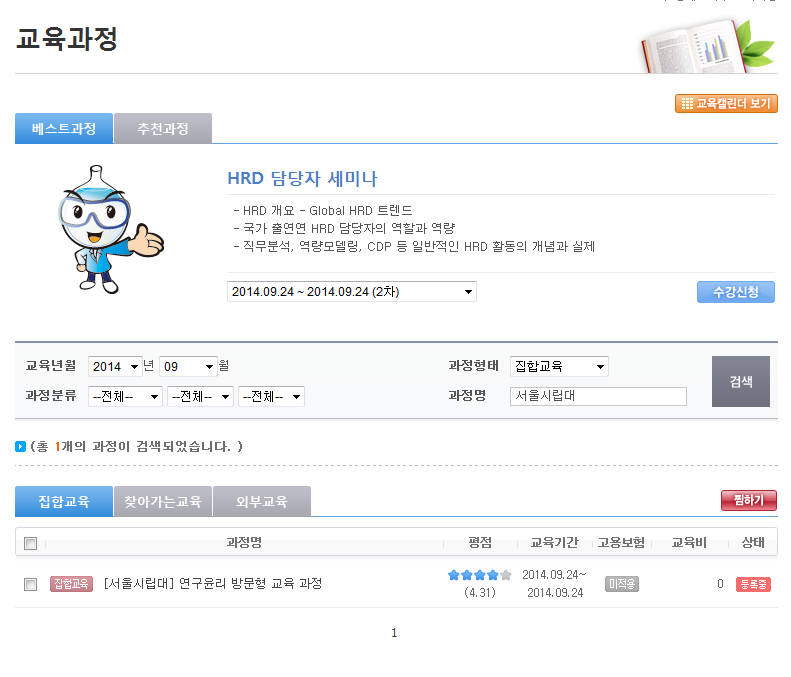 교육과정
교육캘린더 보기
베스트과정 추천과정
HRD 담당자 세미나
- HRD 개요 - Global HRD 트렌드
- 국가 출연연 HRD 담당자의 역할과 역량
- 직무분석, 역량모델링, CDP 등 일반적인 HRD 활동의 개념과 실제
2014.09.24 ~ 2014.09.24 (2차) 수강신청
교육년월 2014 년 09 월 과정형태 집합교육
검색
과정분류 --전체-- --전체-- --전체-- 과정명 서울시립대
(총 1개의 과정이 검색되었습니다. )
집합교육 찾아가는교육 외부교육 찜하기
과정명 평점 교육기간 고용보험 교육비 상태
집합교육 [서울시립대] 연구윤리 방문형 교육 과정 (4.31) 2014.09.24~ 2014.09.24 미적용 0 등록중
1